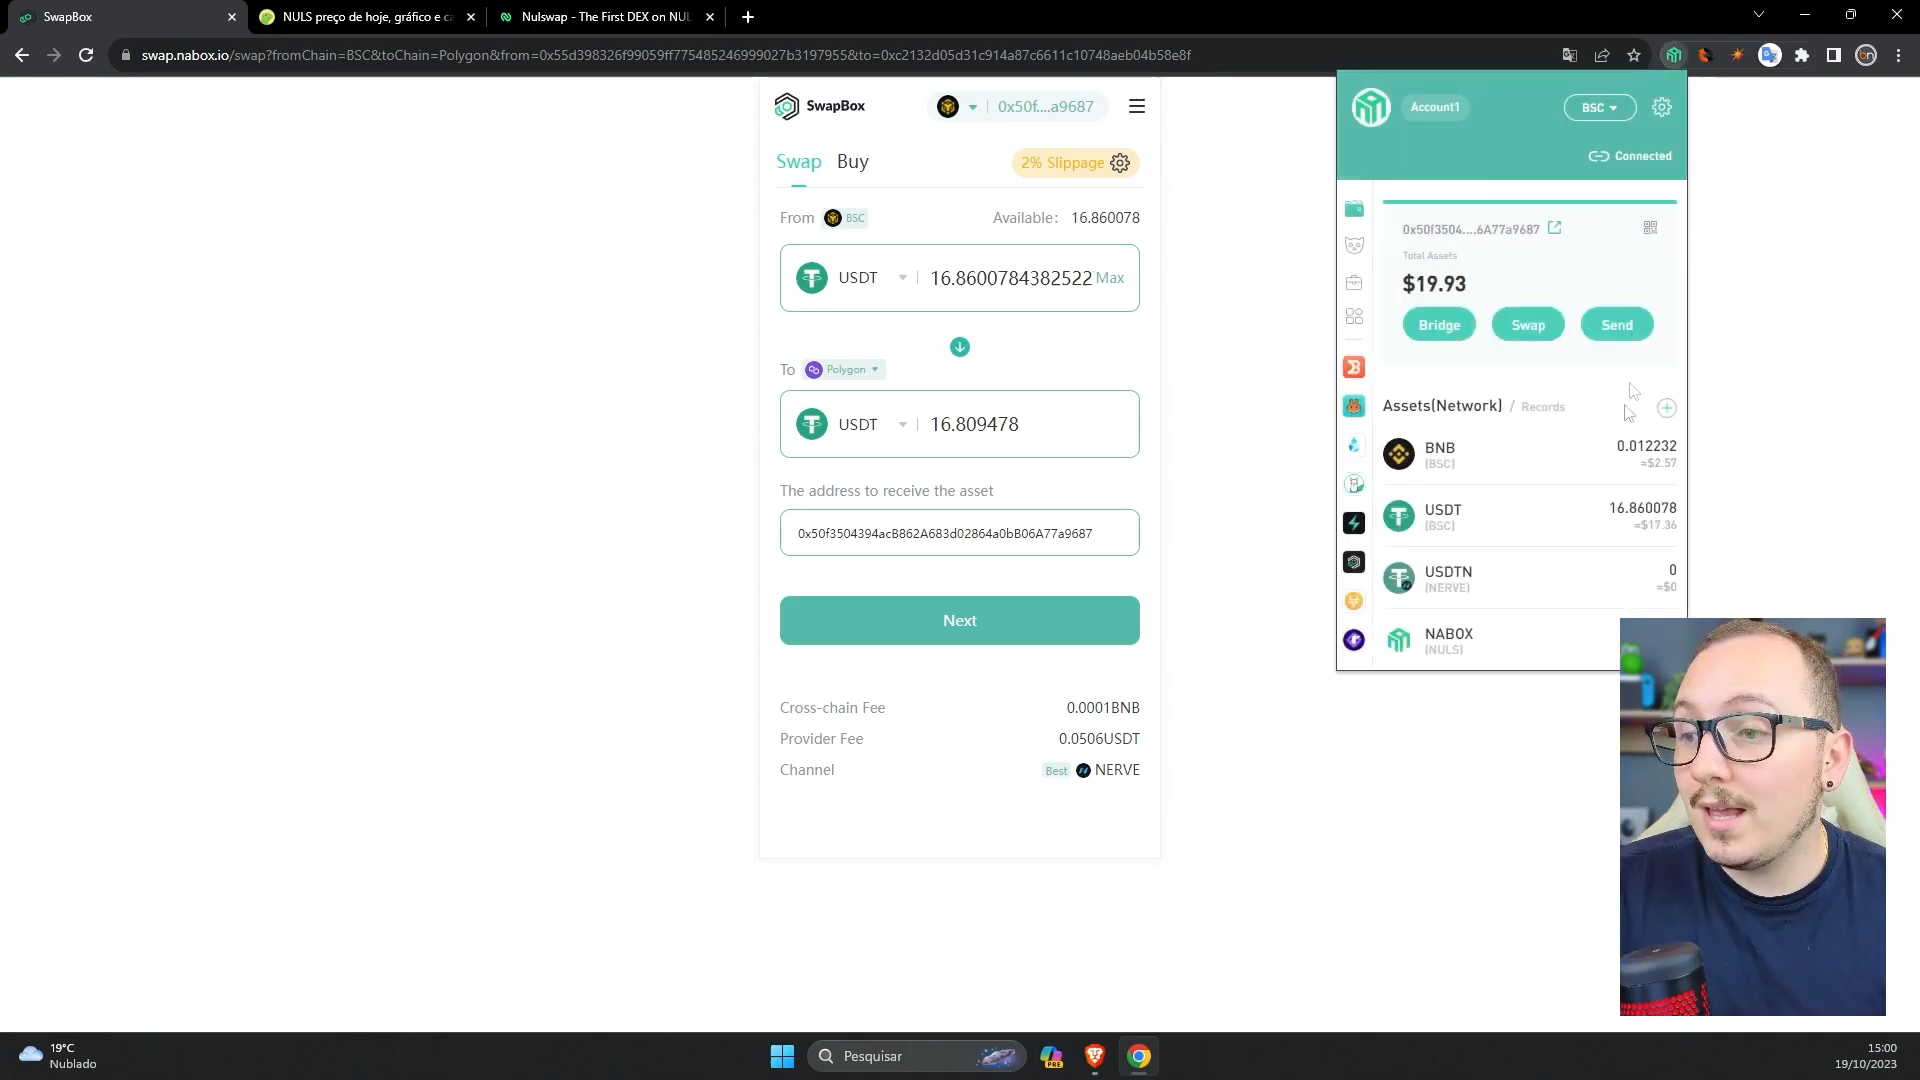 SwapBox
NULS preço de hoje, gráfico e ca
Nulswap - The First DEX on NUL
swap.nabox.io/swap?fromChain=BSC&toChain=Polygon&from=0x55d398326f99059ff775485246999027b3197955&to=0xc2132d05d31c914a87c6611c10748aeb04b58e8f
SwapBox
0x50f....a9687
Swap
Buy
2% Slippage
From
BSC
Available:
16.860078
USDT
16.8600784382522
Max
To
Polygon
USDT
16.809478
The address to receive the asset
0x50f3504394acB862A683d02864a0bB06A77a9687
Next
Cross-chain Fee
0.0001BNB
Provider Fee
0.0506USDT
Channel
Best
NERVE
Account1
BSC
Connected
0x50f3504....6A77a9687
Total Assets
$19.93
Bridge
Swap
Send
Assets(Network) / Records
BNB
0.012232
(BSC)
≈$2.57
USDT
16.860078
(BSC)
≈$17.36
USDTN
0
(NERVE)
≈$0
NABOX
(NULS)
19°C
Nublado
Pesquisar
PRE
15:00
19/10/2023